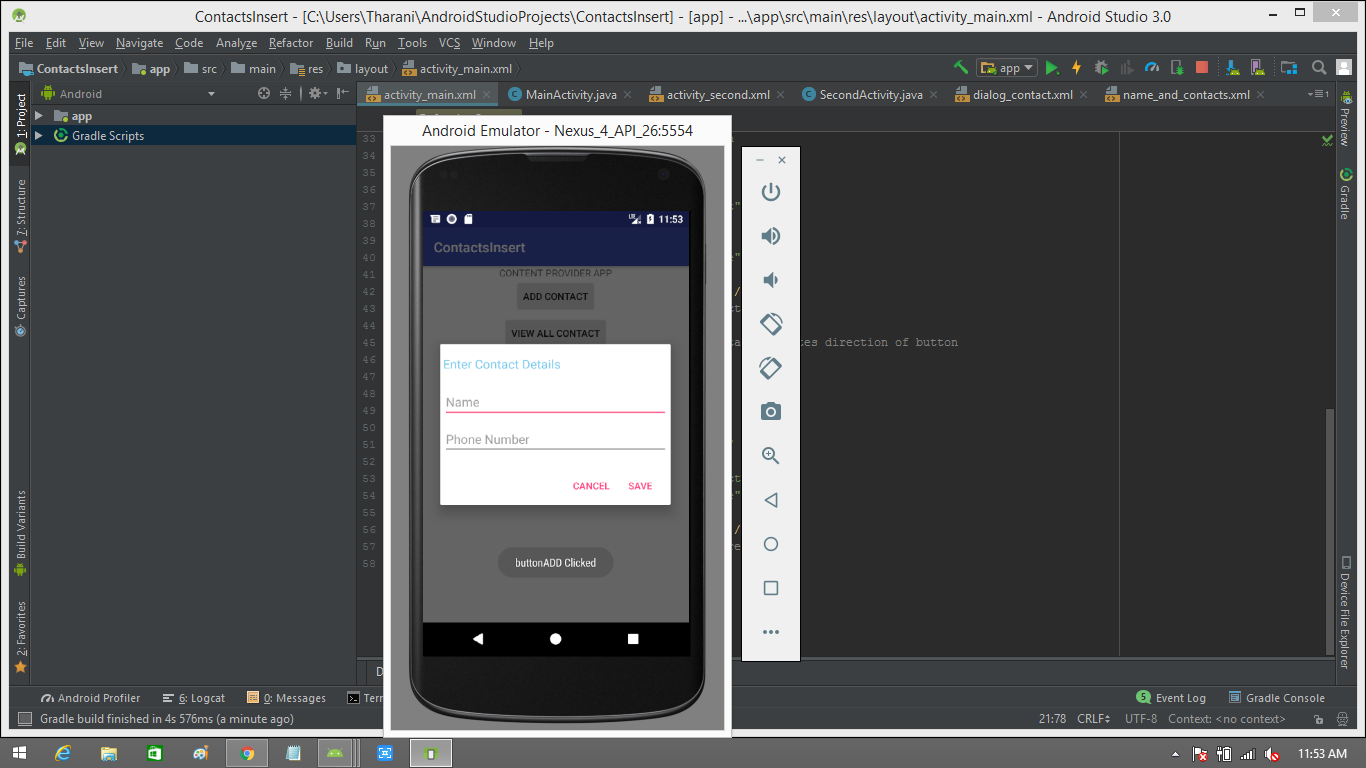 ContactsInsert - [C:\Users\Tharani\AndroidStudioProjects\ContactsInsert] - [app] - ...\app\src\main\res\layout\activity_main.xml - Android Studio 3.0
File Edit View Navigate Code Analyze Refactor Build Run Tools VCS Window Help
ContactsInsert app src main res layout activity_main.xml app
Android
activity_main.xml MainActivity.java activity_second.xml SecondActivity.java dialog_contact.xml name_and_contacts.xml
app
Gradle Scripts
1: Project
7: Structure
Captures
Build Variants
2: Favorites
33
34
35
36
37
38
39
40
41
42
43
44
45 tes direction of button
46
47
48
49
50
51
52
53
54
55
56
57
58
Android Emulator - Nexus_4_API_26:5554
11:53
ContactsInsert
CONTENT PROVIDER APP
ADD CONTACT
VIEW ALL CONTACT
Enter Contact Details
Name
Phone Number
CANCEL SAVE
buttonADD Clicked
Preview
Gradle
Device File Explorer
Android Profiler 6: Logcat 0: Messages Terr
5 Event Log Gradle Console
Gradle build finished in 4s 576ms (a minute ago)
21:78 CRLF UTF-8 Context: <no context>
11:53 AM